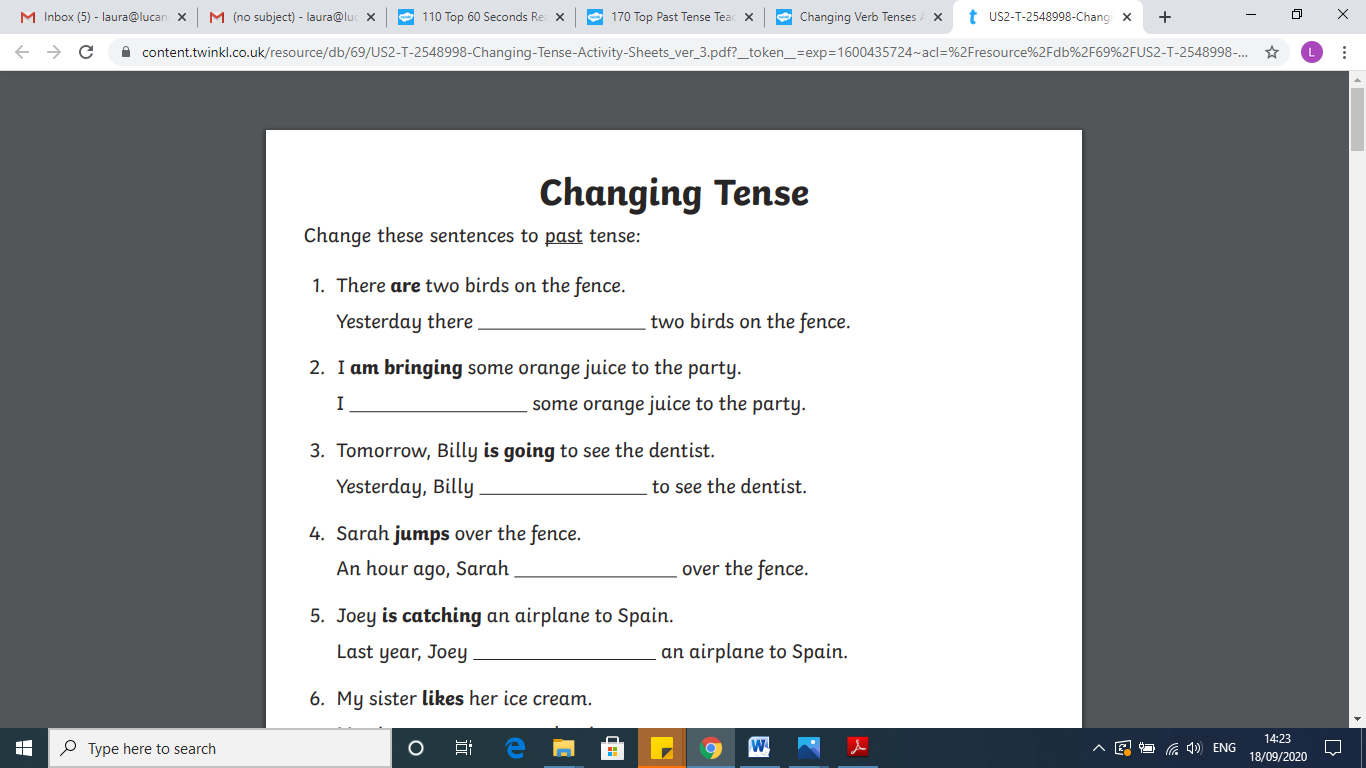 Inbox (5) - laura@lucan
(no subject) - laura@luc
110 Top 60 Seconds Re
170 Top Past Tense Teac
Changing Verb Tenses A
US2-T-2548998-Chang
content.twinkl.co.uk/resource/db/69/US2-T-2548998-Changing-Tense-Activity-Sheets_ver_3.pdf?__token__=exp=1600435724~acl=%2Fresource%2Fdb%2F69%2FUS2-T-2548998-...
L
Changing Tense
Change these sentences to past tense:
1. There are two birds on the fence.
Yesterday there ________________ two birds on the fence.
2. I am bringing some orange juice to the party.
I _________________ some orange juice to the party.
3. Tomorrow, Billy is going to see the dentist.
Yesterday, Billy ________________ to see the dentist.
4. Sarah jumps over the fence.
An hour ago, Sarah ________________ over the fence.
5. Joey is catching an airplane to Spain.
Last year, Joey _________________ an airplane to Spain.
6. My sister likes her ice cream.
Type here to search
ENG
14:23
18/09/2020